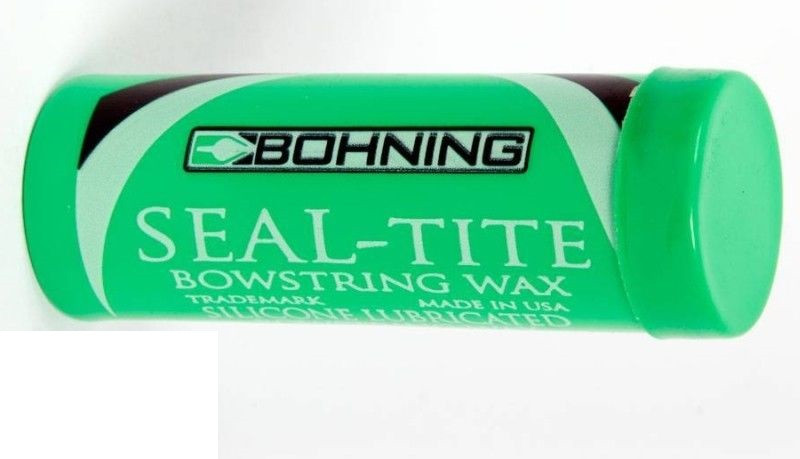 BOHNING
SEAL-TITE
BOWSTRING WAX
TRADEMARK MADE IN USA
SILICONE LUBRICATED